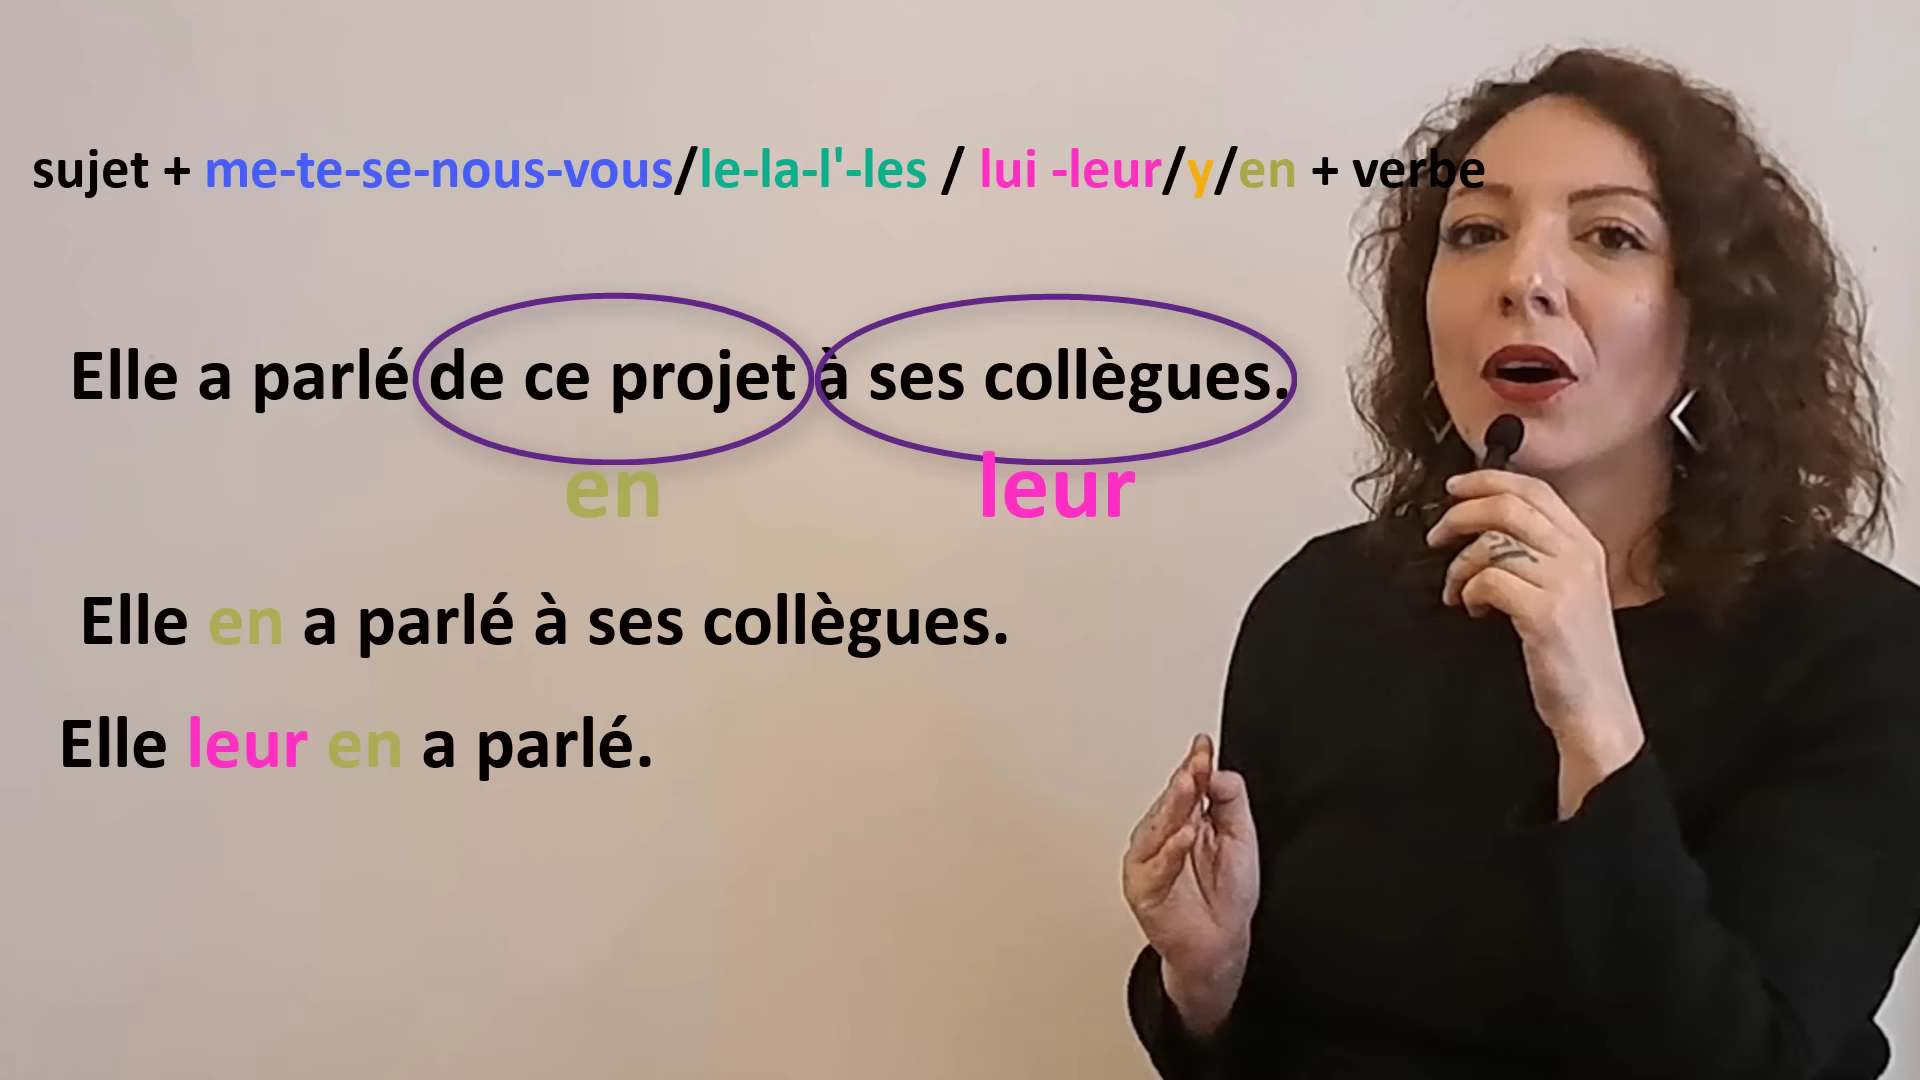 sujet + me-te-se-nous-vous/le-la-l'-les / lui -leur/y/en + verbe
Elle a parlé de ce projet à ses collègues.
en leur
Elle en a parlé à ses collègues.
Elle leur en a parlé.